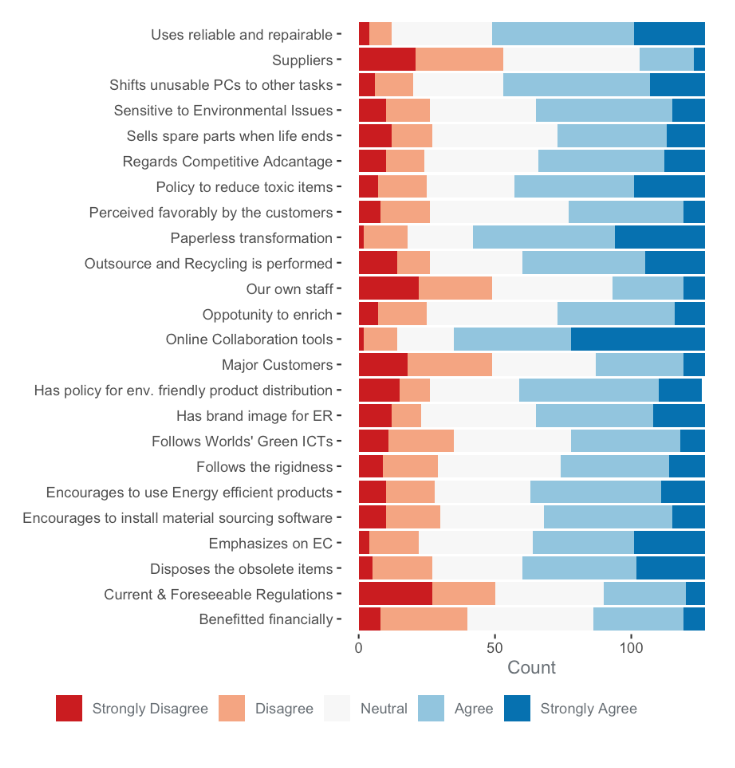 Uses reliable and repairable
Suppliers
Shifts unusable PCs to other tasks
Sensitive to Environmental Issues
Sells spare parts when life ends
Regards Competitive Adcantage
Policy to reduce toxic items
Perceived favorably by the customers
Paperless transformation
Outsource and Recycling is performed
Our own staff
Oppotunity to enrich
Online Collaboration tools
Major Customers
Has policy for env. friendly product distribution
Has brand image for ER
Follows Worlds' Green ICTs
Follows the rigidness
Encourages to use Energy efficient products
Encourages to install material sourcing software
Emphasizes on EC
Disposes the obsolete items
Current & Foreseeable Regulations
Benefitted financially
0 50 100
Count
Strongly Disagree Disagree Neutral Agree Strongly Agree